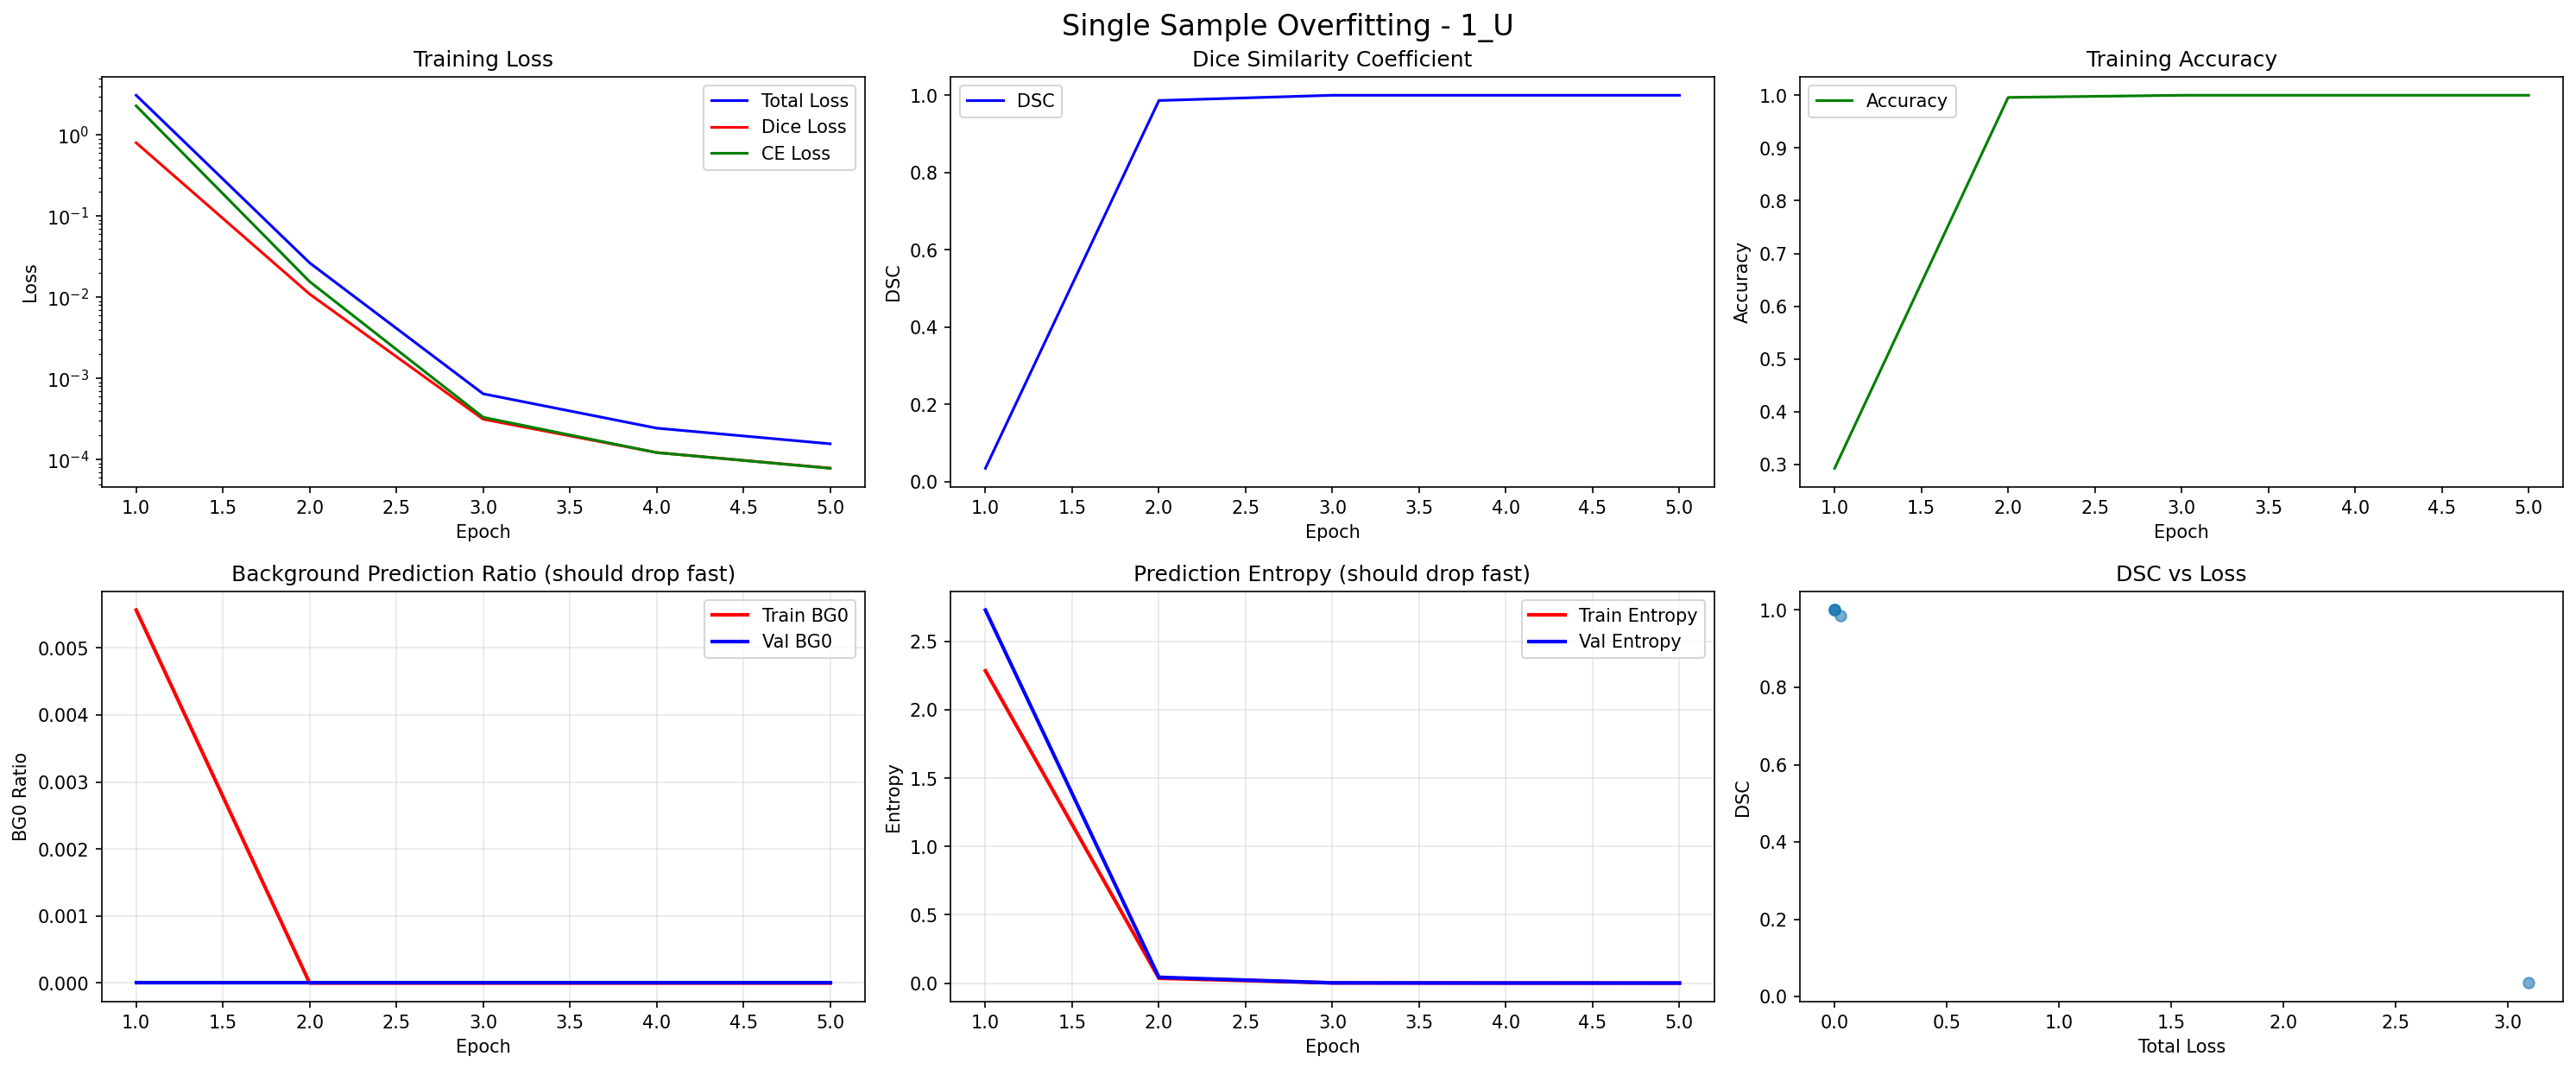 Single Sample Overfitting - 1_U
Training Loss
Total Loss
Dice Loss
CE Loss
10⁰
10⁻¹
10⁻²
10⁻³
10⁻⁴
Loss
1.0 1.5 2.0 2.5 3.0 3.5 4.0 4.5 5.0
Epoch
Dice Similarity Coefficient
DSC
1.0
0.8
0.6
0.4
0.2
0.0
DSC
1.0 1.5 2.0 2.5 3.0 3.5 4.0 4.5 5.0
Epoch
Training Accuracy
Accuracy
1.0
0.9
0.8
0.7
0.6
0.5
0.4
0.3
Accuracy
1.0 1.5 2.0 2.5 3.0 3.5 4.0 4.5 5.0
Epoch
Background Prediction Ratio (should drop fast)
Train BG0
Val BG0
0.005
0.004
0.003
0.002
0.001
0.000
BG0 Ratio
1.0 1.5 2.0 2.5 3.0 3.5 4.0 4.5 5.0
Epoch
Prediction Entropy (should drop fast)
Train Entropy
Val Entropy
2.5
2.0
1.5
1.0
0.5
0.0
Entropy
1.0 1.5 2.0 2.5 3.0 3.5 4.0 4.5 5.0
Epoch
DSC vs Loss
1.0
0.8
0.6
0.4
0.2
0.0
DSC
0.0 0.5 1.0 1.5 2.0 2.5 3.0
Total Loss